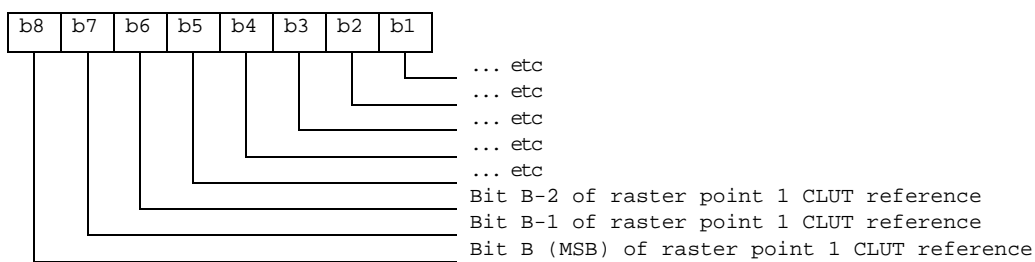 b8 b7 b6 b5 b4 b3 b2 b1
... etc
... etc
... etc
... etc
... etc
Bit B-2 of raster point 1 CLUT reference
Bit B-1 of raster point 1 CLUT reference
Bit B (MSB) of raster point 1 CLUT reference